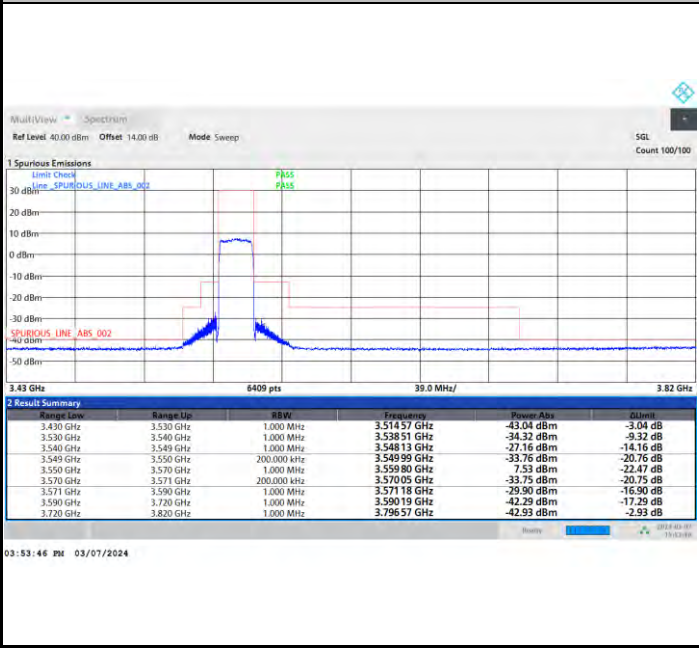 MultiView Spectrum
Ref Level 40.00 dBm Offset 14.00 dB Mode Sweep SGL
Count 100/100
1 Spurious Emissions
Limit Check PASS
Line _SPURIOUS_LINE_ABS_002 PASS
30 dBm
20 dBm
10 dBm
0 dBm
-10 dBm
-20 dBm
-30 dBm
_SPURIOUS_LINE_ABS_002
-40 dBm
-50 dBm
3.43 GHz 6409 pts 39.0 MHz/ 3.82 GHz
2 Result Summary
Range Low Range Up RBW Frequency Power Abs ΔLimit
3.430 GHz 3.530 GHz 1.000 MHz 3.514 57 GHz -43.04 dBm -3.04 dB
3.530 GHz 3.540 GHz 1.000 MHz 3.538 51 GHz -34.32 dBm -9.32 dB
3.540 GHz 3.549 GHz 1.000 MHz 3.548 13 GHz -27.16 dBm -14.16 dB
3.549 GHz 3.550 GHz 200.000 kHz 3.549 99 GHz -33.76 dBm -20.76 dB
3.550 GHz 3.570 GHz 1.000 MHz 3.559 80 GHz 7.53 dBm -22.47 dB
3.570 GHz 3.571 GHz 200.000 kHz 3.570 05 GHz -33.75 dBm -20.75 dB
3.571 GHz 3.590 GHz 1.000 MHz 3.571 18 GHz -29.90 dBm -16.90 dB
3.590 GHz 3.720 GHz 1.000 MHz 3.590 19 GHz -42.29 dBm -17.29 dB
3.720 GHz 3.820 GHz 1.000 MHz 3.796 57 GHz -42.93 dBm -2.93 dB
Ready
03:53:46 PM 03/07/2024